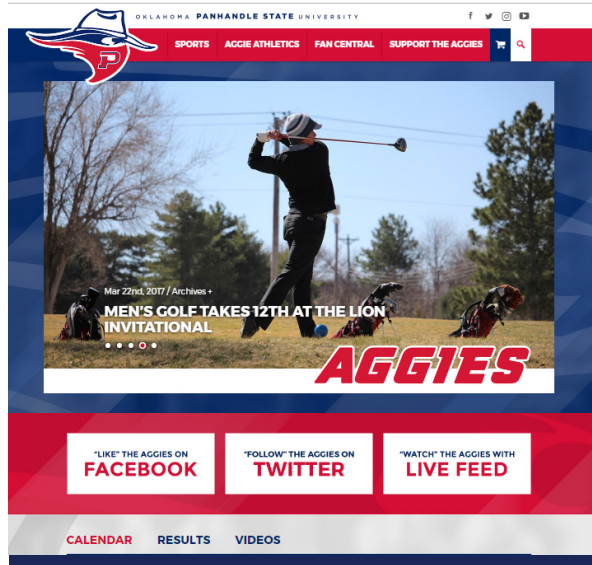 OKLAHOMA PANHANDLE STATE UNIVERSITY
P
SPORTS AGGIE ATHLETICS FAN CENTRAL SUPPORT THE AGGIES
Mar 22nd, 2017 / Archives +
MEN'S GOLF TAKES 12TH AT THE LION
INVITATIONAL
AGGIES
"LIKE" THE AGGIES ON
FACEBOOK
"FOLLOW" THE AGGIES ON
TWITTER
"WATCH" THE AGGIES WITH
LIVE FEED
CALENDAR RESULTS VIDEOS